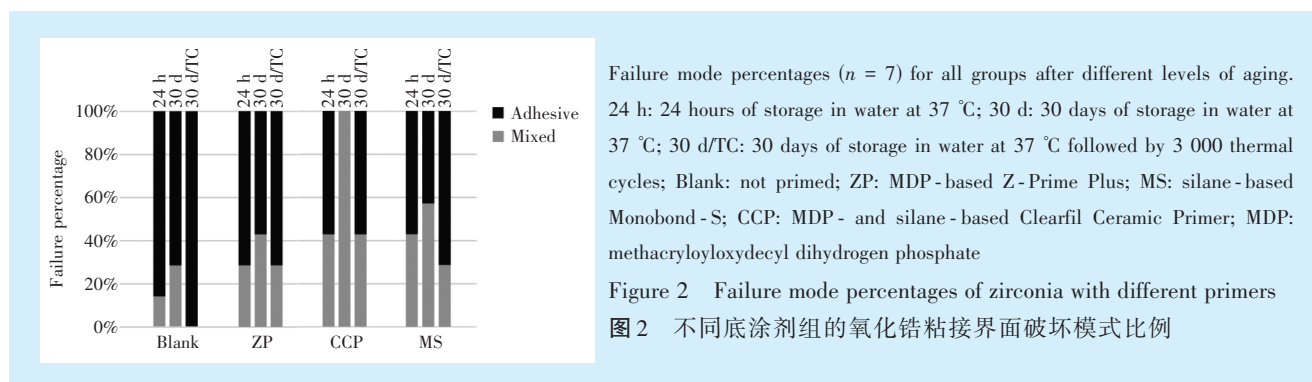 24 h
30 d
30 d/TC
24 h
30 d
30 d/TC
24 h
30 d
30 d/TC
24 h
30 d
30 d/TC
100%
80%
60%
40%
20%
0%
Failure percentage
Blank
ZP
CCP
MS
Adhesive
Mixed
Failure mode percentages (n = 7) for all groups after different levels of aging.
24 h: 24 hours of storage in water at 37 ℃; 30 d: 30 days of storage in water at
37 ℃; 30 d/TC: 30 days of storage in water at 37 ℃ followed by 3 000 thermal
cycles; Blank: not primed; ZP: MDP-based Z-Prime Plus; MS: silane-based
Monobond-S; CCP: MDP- and silane-based Clearfil Ceramic Primer; MDP:
methacryloyloxydecyl dihydrogen phosphate
Figure 2 Failure mode percentages of zirconia with different primers
图2 不同底涂剂组的氧化锆粘接界面破坏模式比例